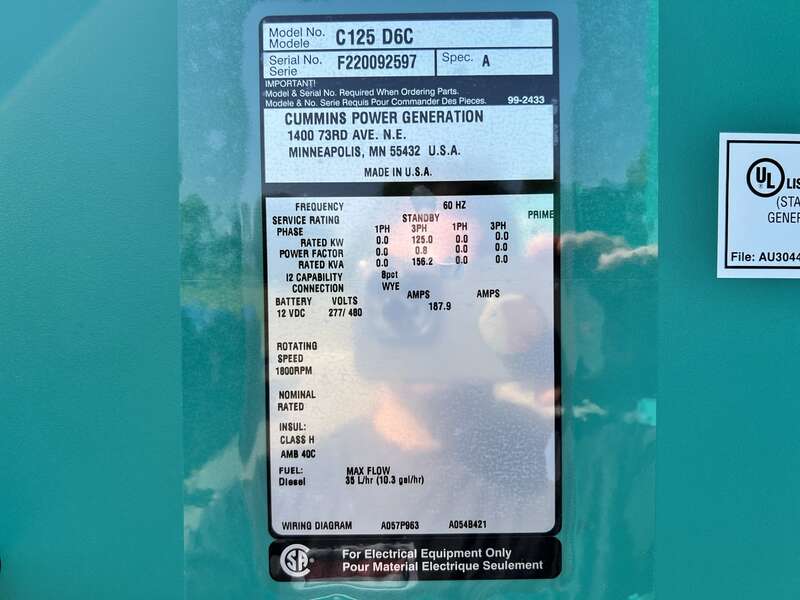 Model No. C125 D6C
Modele
Serial No. F220092597 Spec. A
Serie
IMPORTANT!
Model & Serial No. Required When Ordering Parts.
Modele & No. Serie Requis Pour Commander Des Pieces. 99-2433
CUMMINS POWER GENERATION
1400 73RD AVE. N.E.
MINNEAPOLIS, MN 55432 U.S.A.
MADE IN U.S.A.
FREQUENCY 60 HZ
SERVICE RATING STANDBY PRIME
PHASE 1PH 3PH 1PH 3PH
RATED KW 0.0 125.0 0.0 0.0
POWER FACTOR 0.0 0.8 0.0 0.0
RATED KVA 0.0 156.2 0.0 0.0
I2 CAPABILITY 8pct
CONNECTION WYE
BATTERY VOLTS AMPS AMPS
12 VDC 277/ 480 187.9
ROTATING
SPEED
1800RPM
NOMINAL
RATED
INSUL:
CLASS H
AMB 40C
FUEL: MAX FLOW
Diesel 35 L/hr (10.3 gal/hr)
WIRING DIAGRAM A057P963 A054B421
SA
For Electrical Equipment Only
Pour Material Electrique Seulement
UL LIS
(STA
GENER
File: AU3044